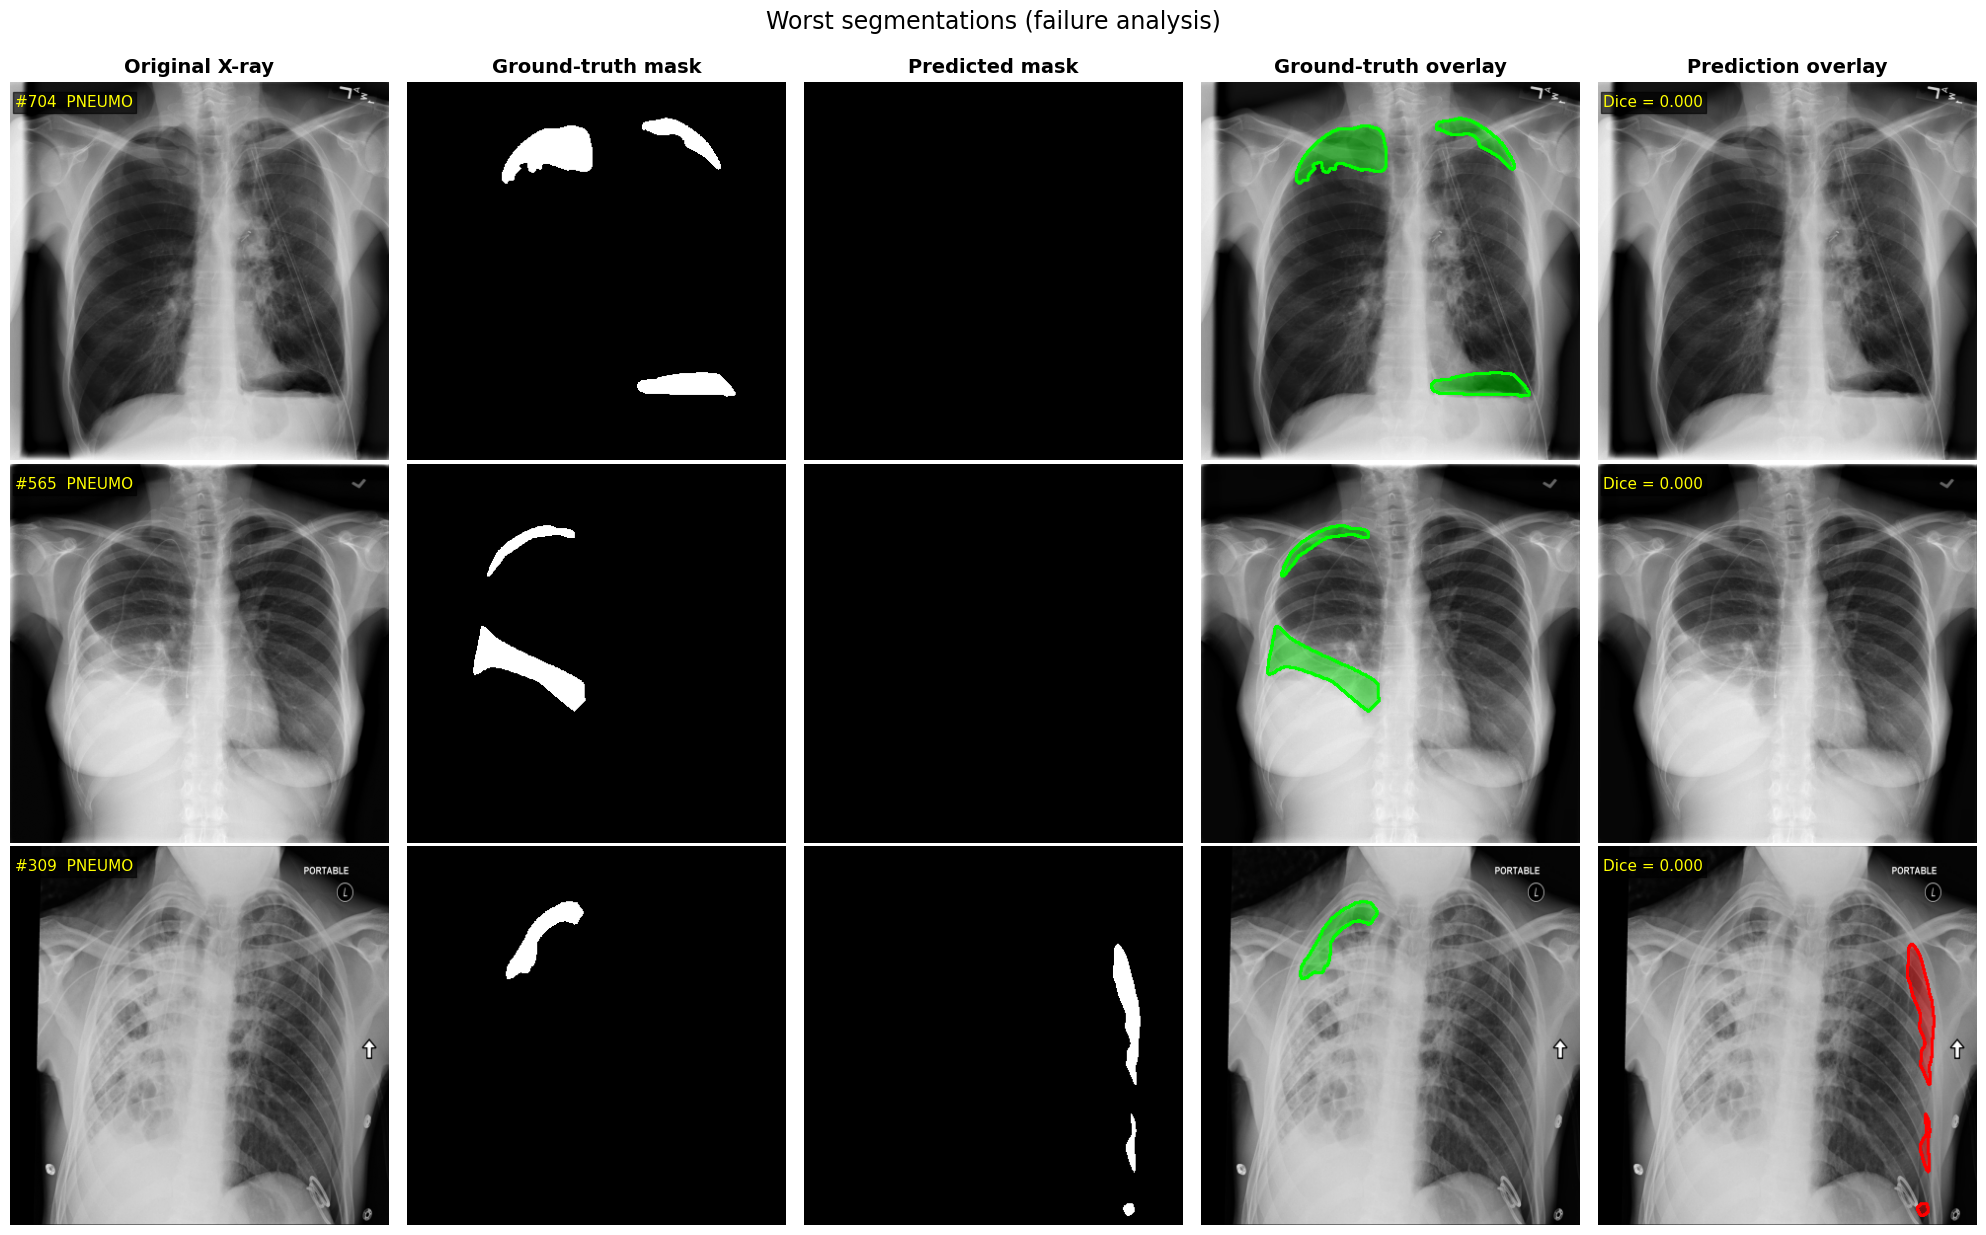 Worst segmentations (failure analysis)
Original X-ray
Ground-truth mask
Predicted mask
Ground-truth overlay
Prediction overlay
#704 PNEUMO
Dice = 0.000
#565 PNEUMO
Dice = 0.000
#309 PNEUMO
PORTABLE
L
PORTABLE
L
Dice = 0.000
PORTABLE
L